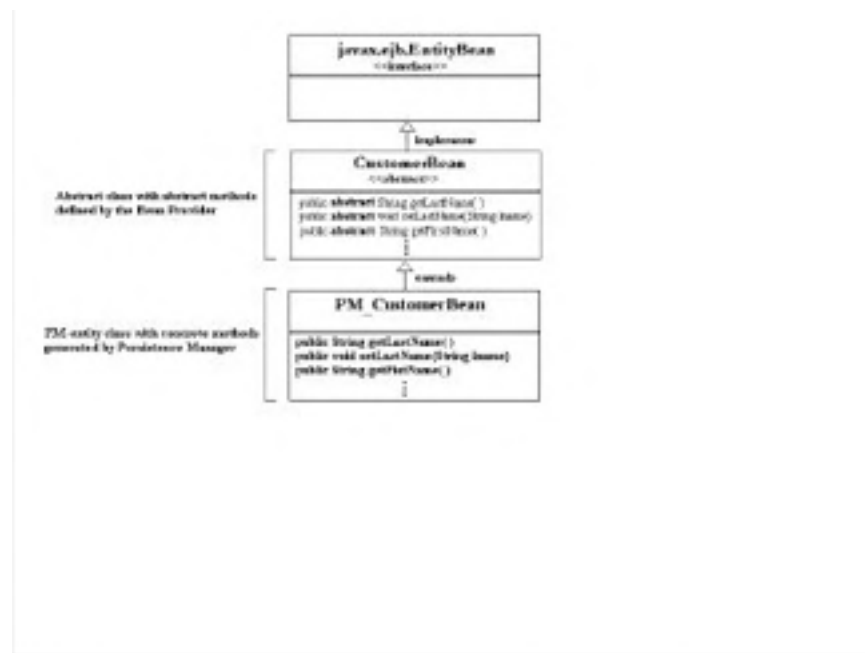 javax.ejb.EntityBean
<<interface>>
implements
CustomerBean
<<abstract>>
Abstract class with abstract methods
defined by the Bean Provider
public abstract String getLastName( )
public abstract void setLastName(String lname)
public abstract String getFirstName( )
extends
PM_CustomerBean
PM-entity class with concrete methods
generated by Persistence Manager
public String getLastName( )
public void setLastName(String lname)
public String getFirstName( )